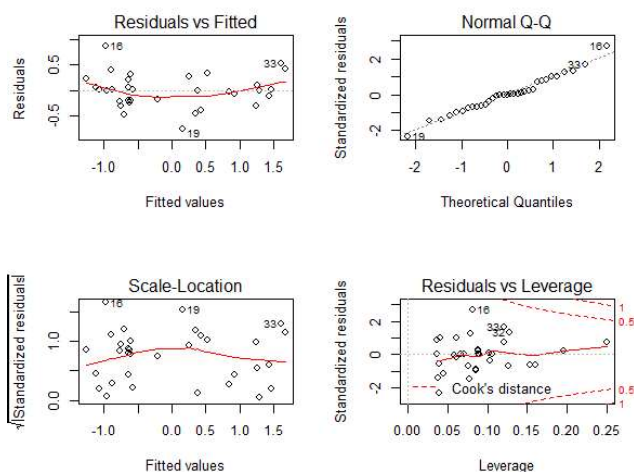 Residuals vs Fitted
Residuals
0.5
-0.5
16
33
19
-1.0 0.0 0.5 1.0 1.5
Fitted values
Normal Q-Q
Standardized residuals
2
0
-2
16
33
19
-2 -1 0 1 2
Theoretical Quantiles
Scale-Location
√|Standardized residuals
1.0
0.0
16
19
33
-1.0 0.0 0.5 1.0 1.5
Fitted values
Residuals vs Leverage
Standardized residuals
2
0
-2
16
33
32
1
0.5
Cook's distance
0.5
1
0.00 0.05 0.10 0.15 0.20 0.25
Leverage